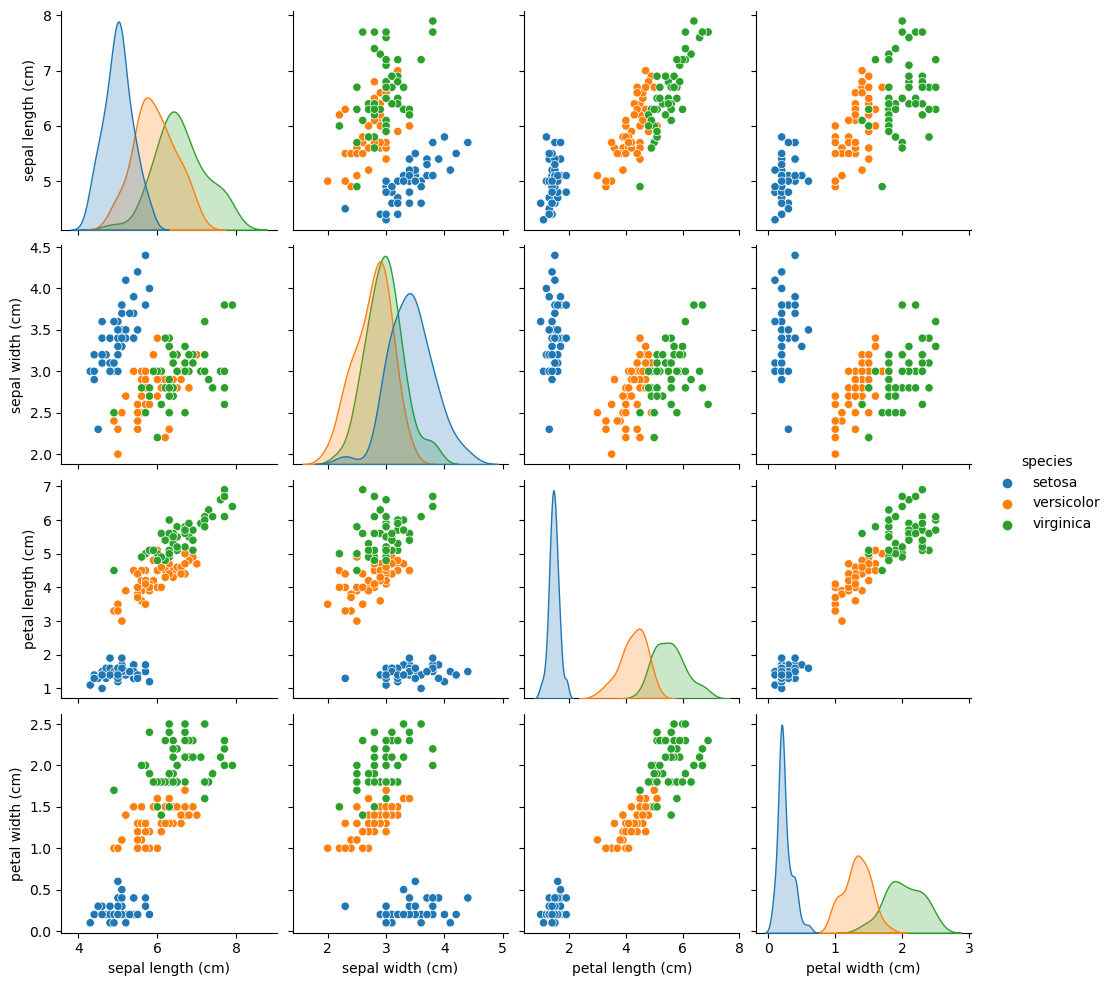 8
7
6
5
sepal length (cm)
4.5
4.0
3.5
3.0
2.5
2.0
sepal width (cm)
species
setosa
versicolor
virginica
7
6
5
4
3
2
1
petal length (cm)
2.5
2.0
1.5
1.0
0.5
0.0
petal width (cm)
4 6 8
2 3 4 5
2 4 6 8
0 1 2 3
sepal length (cm)
sepal width (cm)
petal length (cm)
petal width (cm)